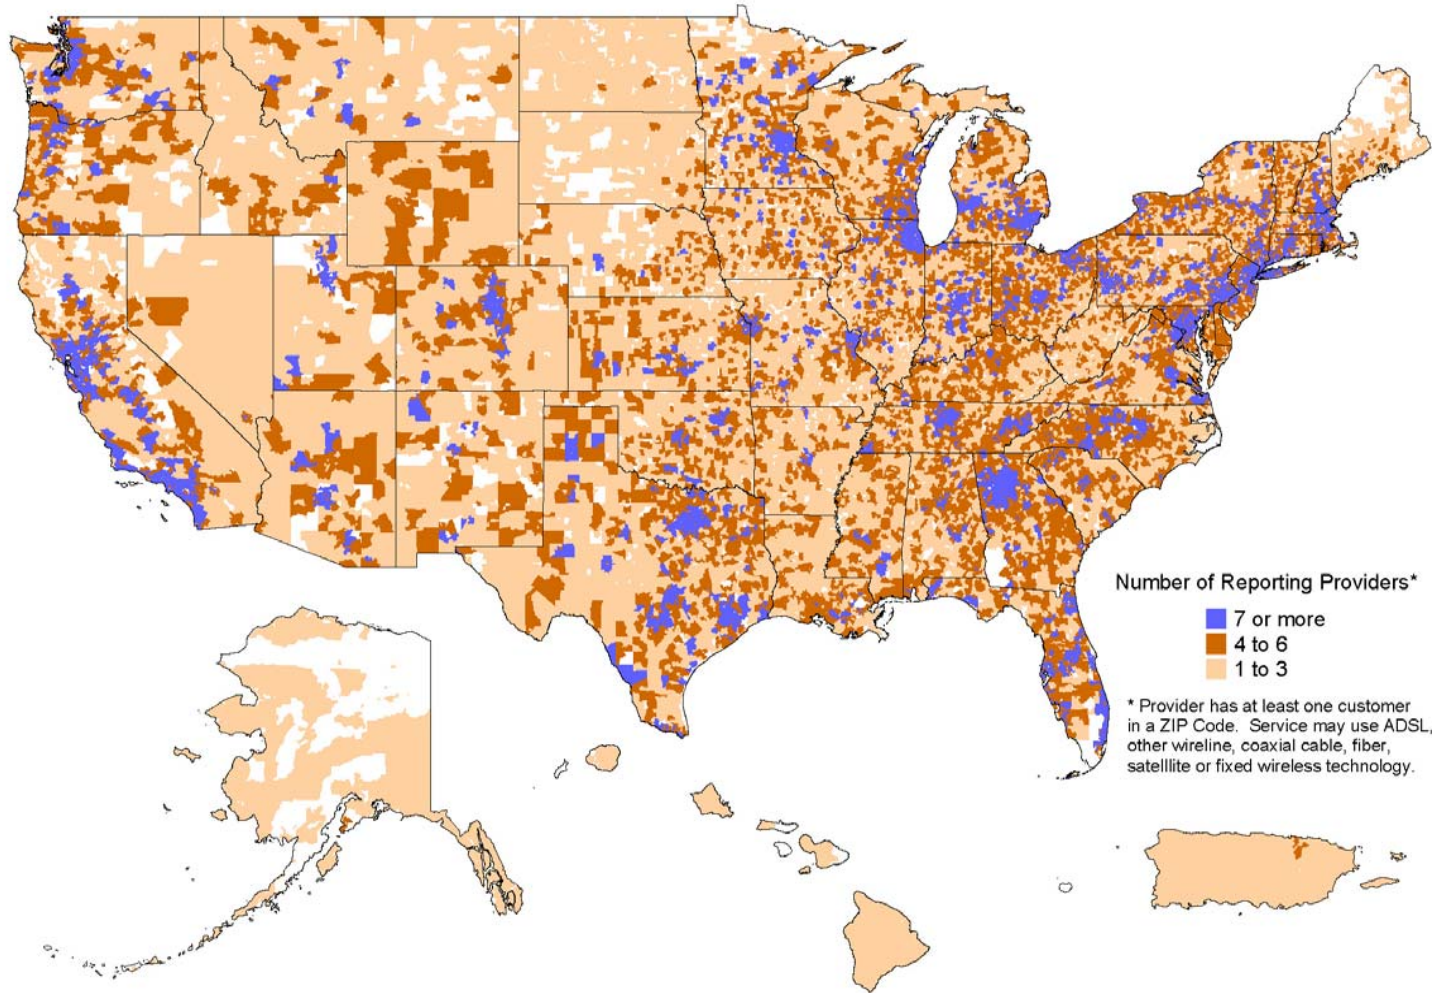 Number of Reporting Providers*
7 or more
4 to 6
1 to 3
* Provider has at least one customer
in a ZIP Code. Service may use ADSL,
other wireline, coaxial cable, fiber,
satelllite or fixed wireless technology.